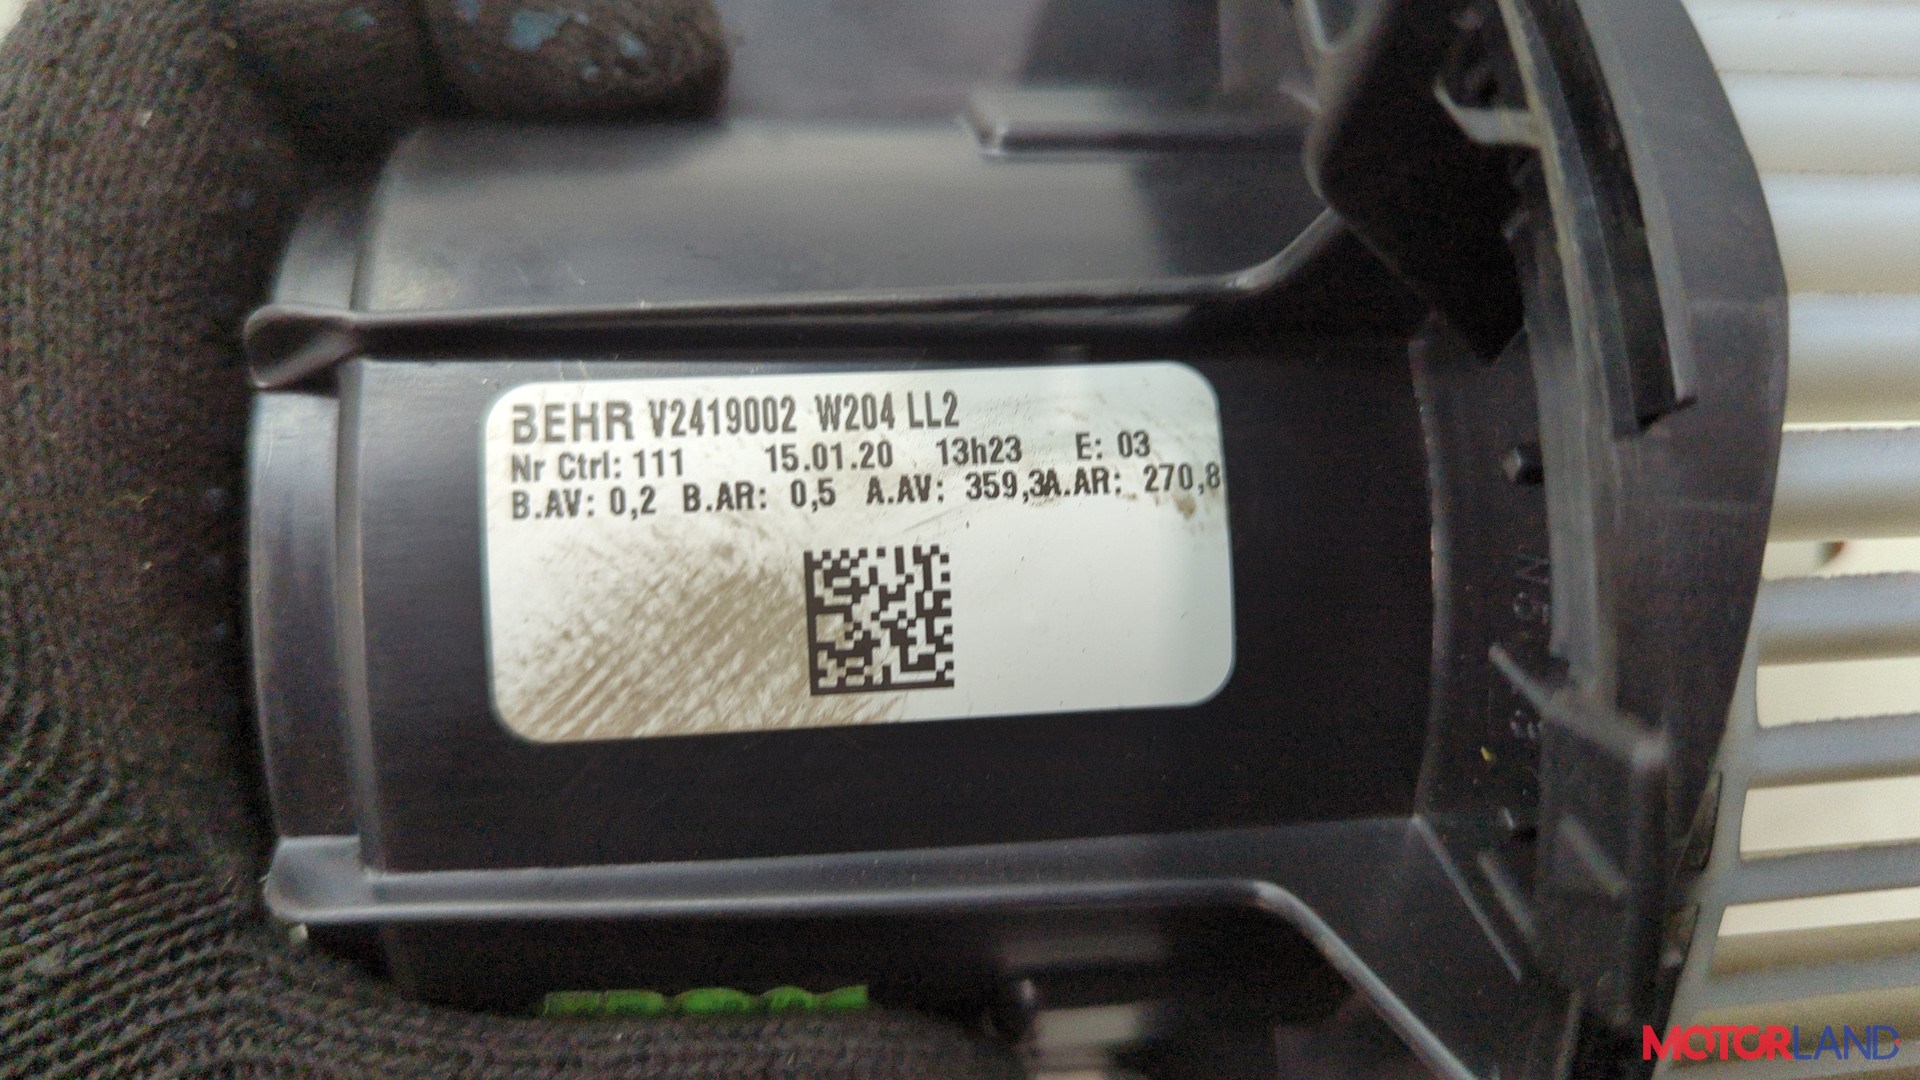 BEHR V2419002 W204 LL2
Nr Ctrl: 111 15.01.20 13h23 E: 03
B.AV: 0,2 B.AR: 0,5 A.AV: 359,3A.AR: 270,8
MOTORLAND